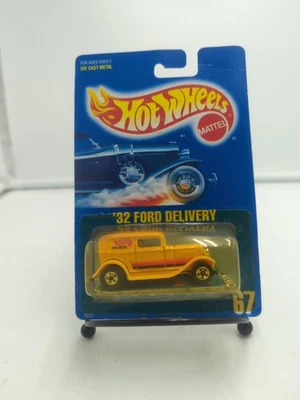 FOR AGES OVER 3
DIE CAST METAL
HOT WHEELS
MATTEL
'32 FORD DELIVERY
67